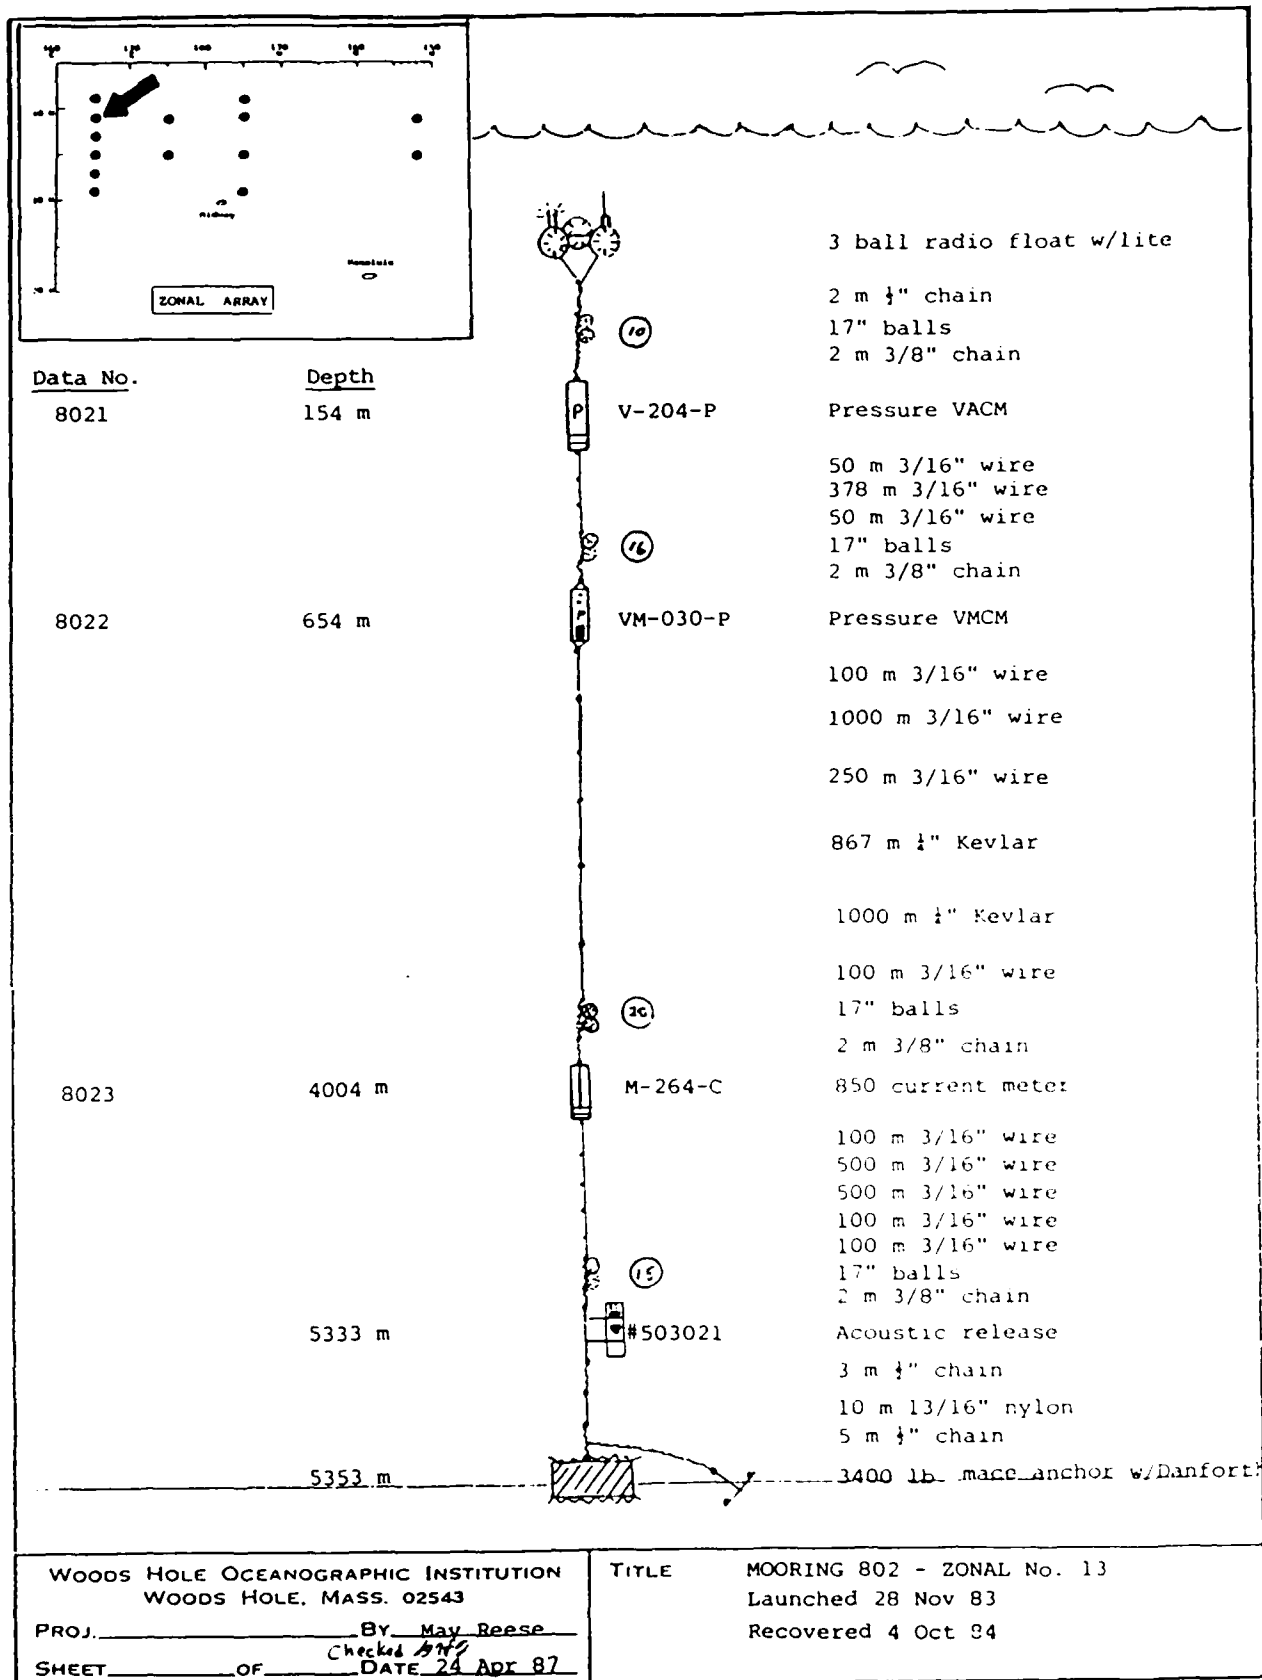 Midway
Honolulu
ZONAL ARRAY
3 ball radio float w/lite
2 m ½" chain
10 17" balls
2 m 3/8" chain
Data No. Depth
8021 154 m P V-204-P Pressure VACM
50 m 3/16" wire
378 m 3/16" wire
50 m 3/16" wire
16 17" balls
2 m 3/8" chain
8022 654 m P VM-030-P Pressure VMCM
100 m 3/16" wire
1000 m 3/16" wire
250 m 3/16" wire
867 m ¼" Kevlar
1000 m ¼" Kevlar
100 m 3/16" wire
20 17" balls
2 m 3/8" chain
8023 4004 m M-264-C 850 current meter
100 m 3/16" wire
500 m 3/16" wire
500 m 3/16" wire
100 m 3/16" wire
100 m 3/16" wire
15 17" balls
2 m 3/8" chain
5333 m #503021 Acoustic release
3 m ½" chain
10 m 13/16" nylon
5 m ½" chain
5353 m 3400 lb mace anchor w/Danforth
WOODS HOLE OCEANOGRAPHIC INSTITUTION
WOODS HOLE, MASS. 02543
PROJ. BY May Reese
Checked
SHEET OF DATE 24 Apr 87
TITLE MOORING 802 - ZONAL No. 13
Launched 28 Nov 83
Recovered 4 Oct 84